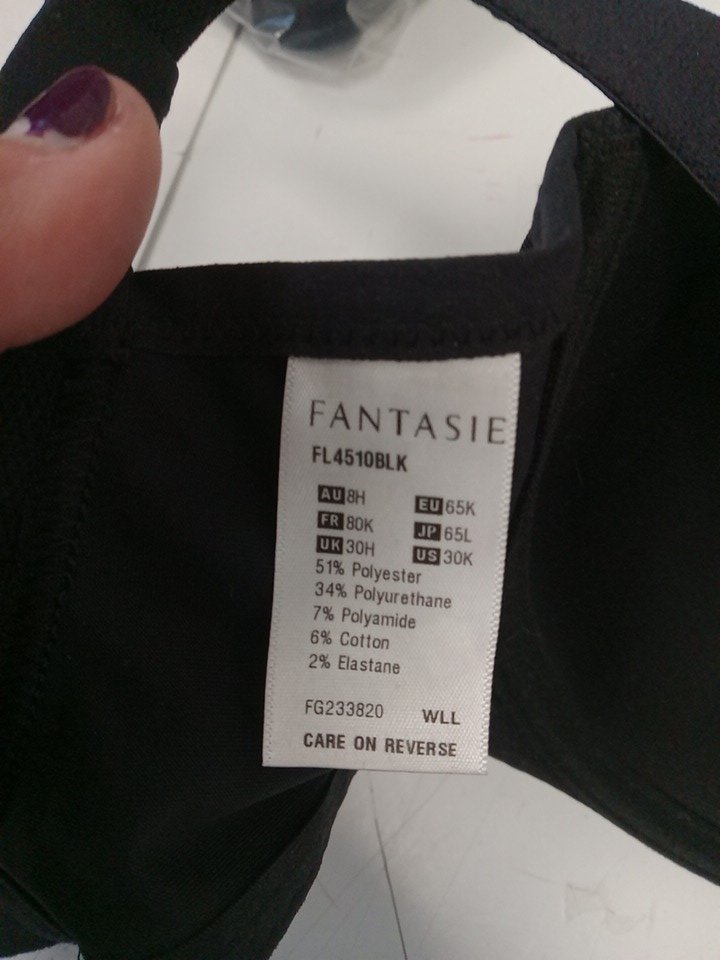 FANTASIE
FL4510BLK
AU 8H EU 65K
FR 80K JP 65L
UK 30H US 30K
51% Polyester
34% Polyurethane
7% Polyamide
6% Cotton
2% Elastane
FG233820 WLL
CARE ON REVERSE